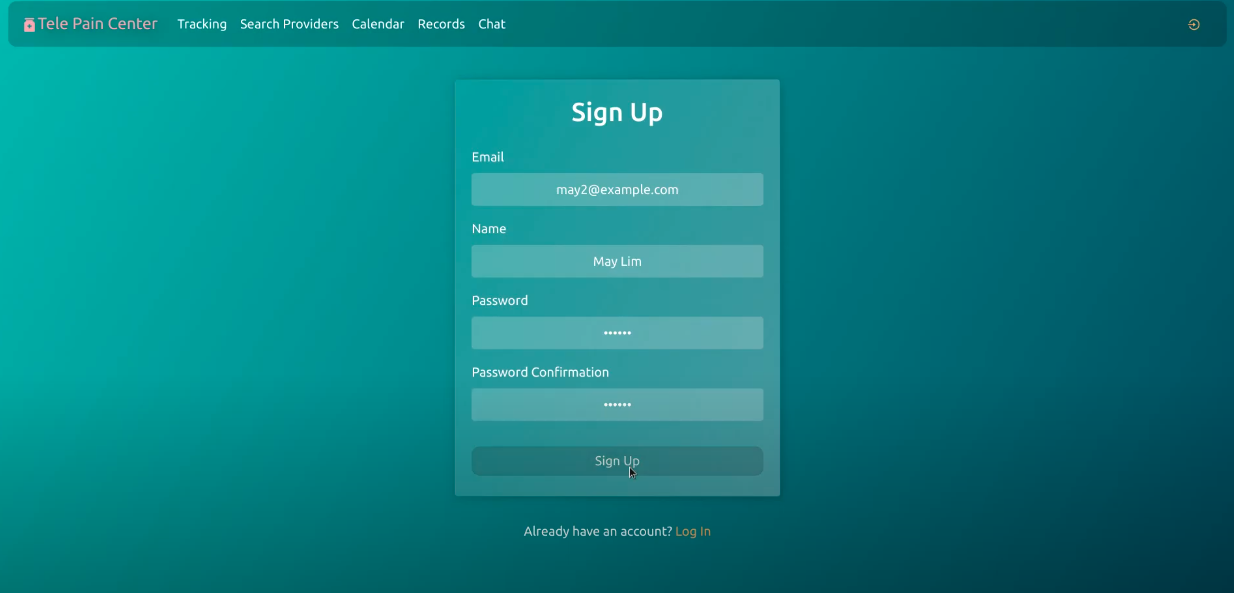 Tele Pain Center Tracking Search Providers Calendar Records Chat
Sign Up
Email
may2@example.com
Name
May Lim
Password
••••••
Password Confirmation
••••••
Sign Up
Already have an account? Log In